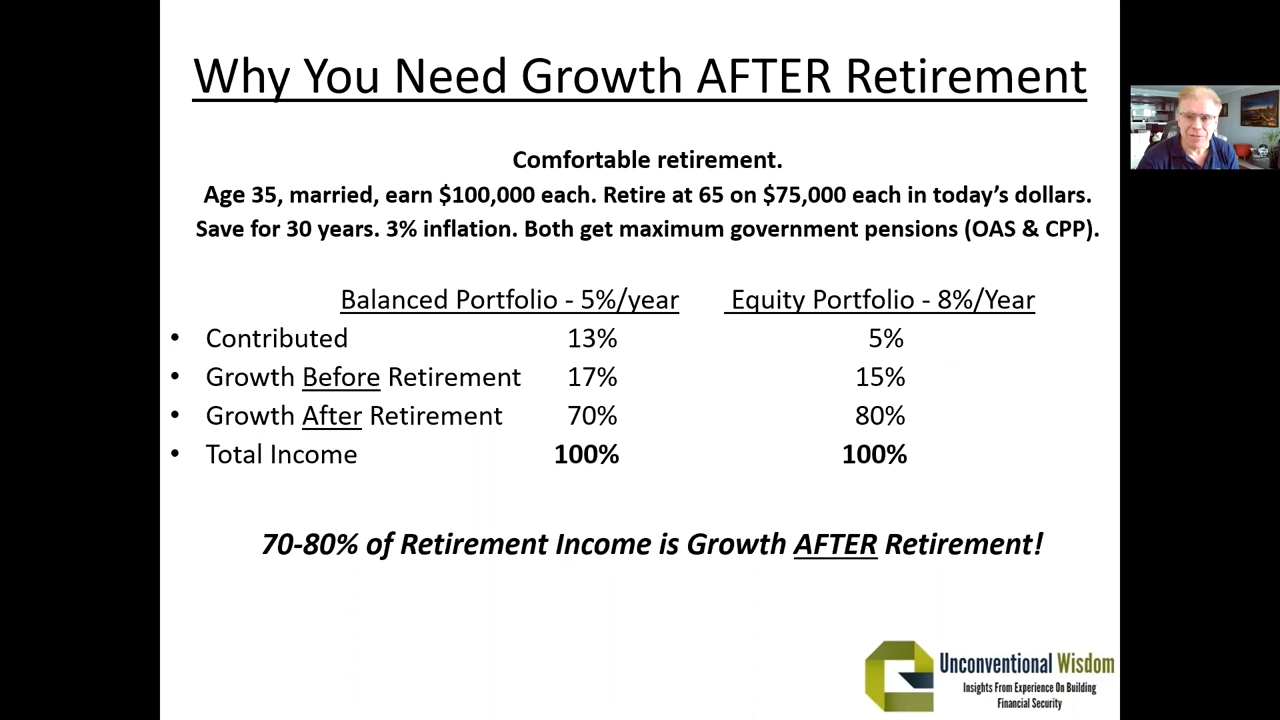 Why You Need Growth AFTER Retirement
Comfortable retirement.
Age 35, married, earn $100,000 each. Retire at 65 on $75,000 each in today’s dollars.
Save for 30 years. 3% inflation. Both get maximum government pensions (OAS & CPP).
Balanced Portfolio - 5%/year Equity Portfolio - 8%/Year
• Contributed 13% 5%
• Growth Before Retirement 17% 15%
• Growth After Retirement 70% 80%
• Total Income 100% 100%
70-80% of Retirement Income is Growth AFTER Retirement!
Unconventional Wisdom
Insights From Experience On Building
Financial Security